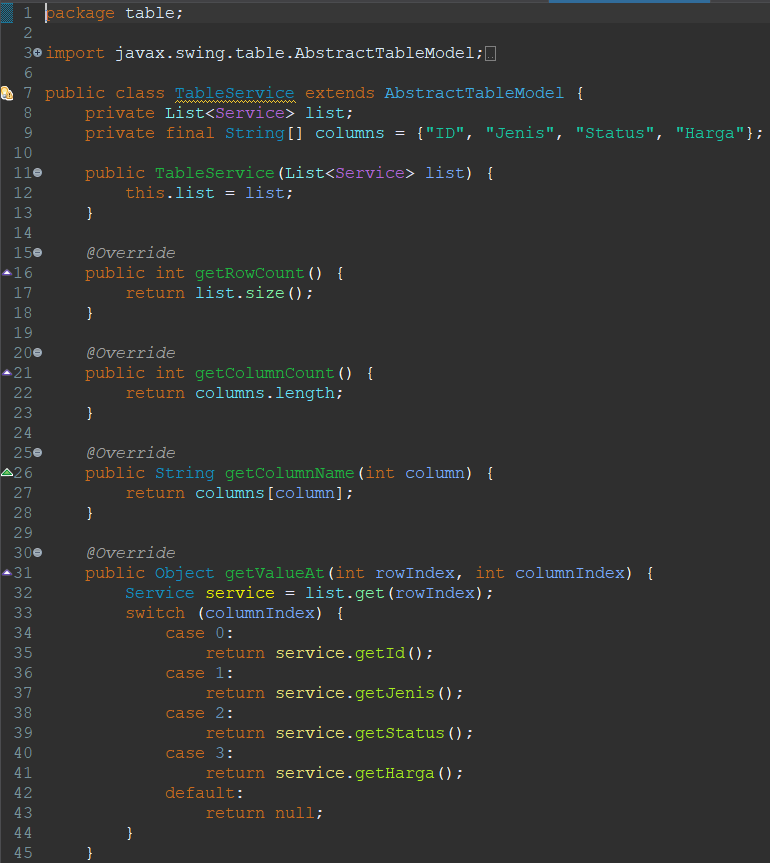 1 package table;
2
3 import javax.swing.table.AbstractTableModel;
6
7 public class TableService extends AbstractTableModel {
8     private List<Service> list;
9     private final String[] columns = {"ID", "Jenis", "Status", "Harga"};
10
11     public TableService(List<Service> list) {
12         this.list = list;
13     }
14
15     @Override
16     public int getRowCount() {
17         return list.size();
18     }
19
20     @Override
21     public int getColumnCount() {
22         return columns.length;
23     }
24
25     @Override
26     public String getColumnName(int column) {
27         return columns[column];
28     }
29
30     @Override
31     public Object getValueAt(int rowIndex, int columnIndex) {
32         Service service = list.get(rowIndex);
33         switch (columnIndex) {
34             case 0:
35                 return service.getId();
36             case 1:
37                 return service.getJenis();
38             case 2:
39                 return service.getStatus();
40             case 3:
41                 return service.getHarga();
42             default:
43                 return null;
44         }
45     }